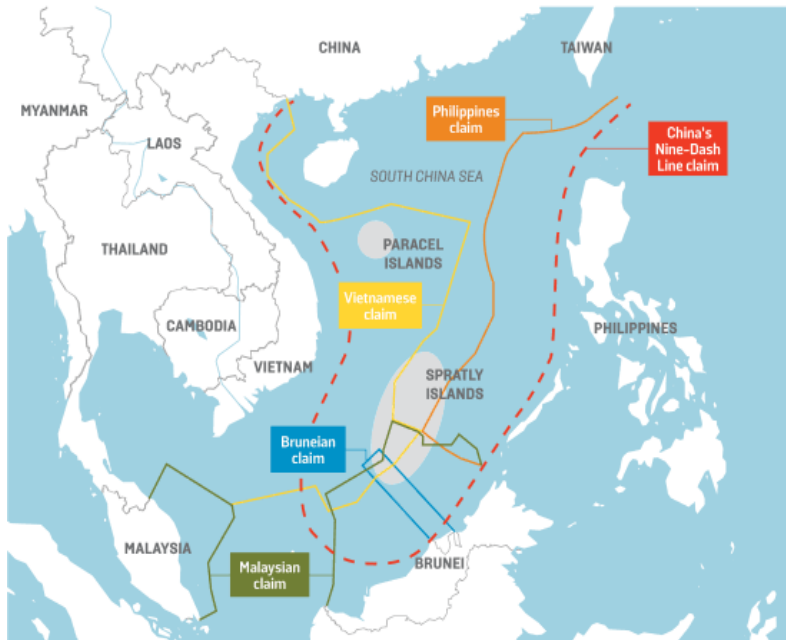 CHINA
TAIWAN
MYANMAR
Philippines
claim
China's
Nine-Dash
Line claim
LAOS
SOUTH CHINA SEA
THAILAND
PARACEL
ISLANDS
Vietnamese
claim
CAMBODIA
PHILIPPINES
VIETNAM
SPRATLY
ISLANDS
Bruneian
claim
MALAYSIA
Malaysian
claim
BRUNEI